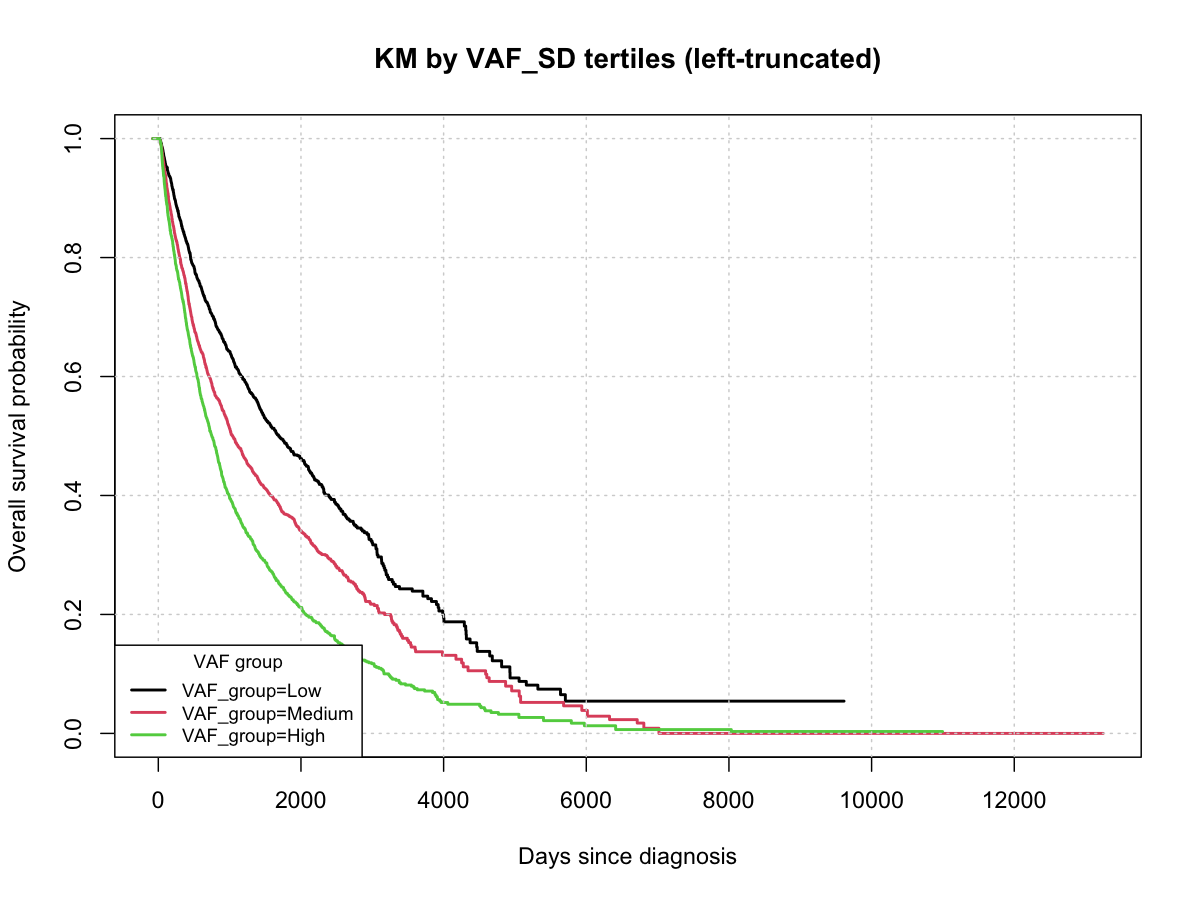 KM by VAF_SD tertiles (left-truncated)
Overall survival probability
1.0
0.8
0.6
0.4
0.2
0.0
VAF group
VAF_group=Low
VAF_group=Medium
VAF_group=High
0 2000 4000 6000 8000 10000 12000
Days since diagnosis